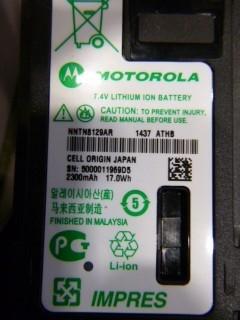 MOTOROLA
7.4V LITHIUM ION BATTERY
CAUTION: TO PREVENT INJURY,
READ MANUAL BEFORE USE.
NNTN8129AR 1437 ATHB
CELL ORIGIN JAPAN
SN: 5000011969D5
2300mAh 17.0Wh
말레이시아산(産)
马来西亚制造
FINISHED IN MALAYSIA
5
Li-ion
IMPRES